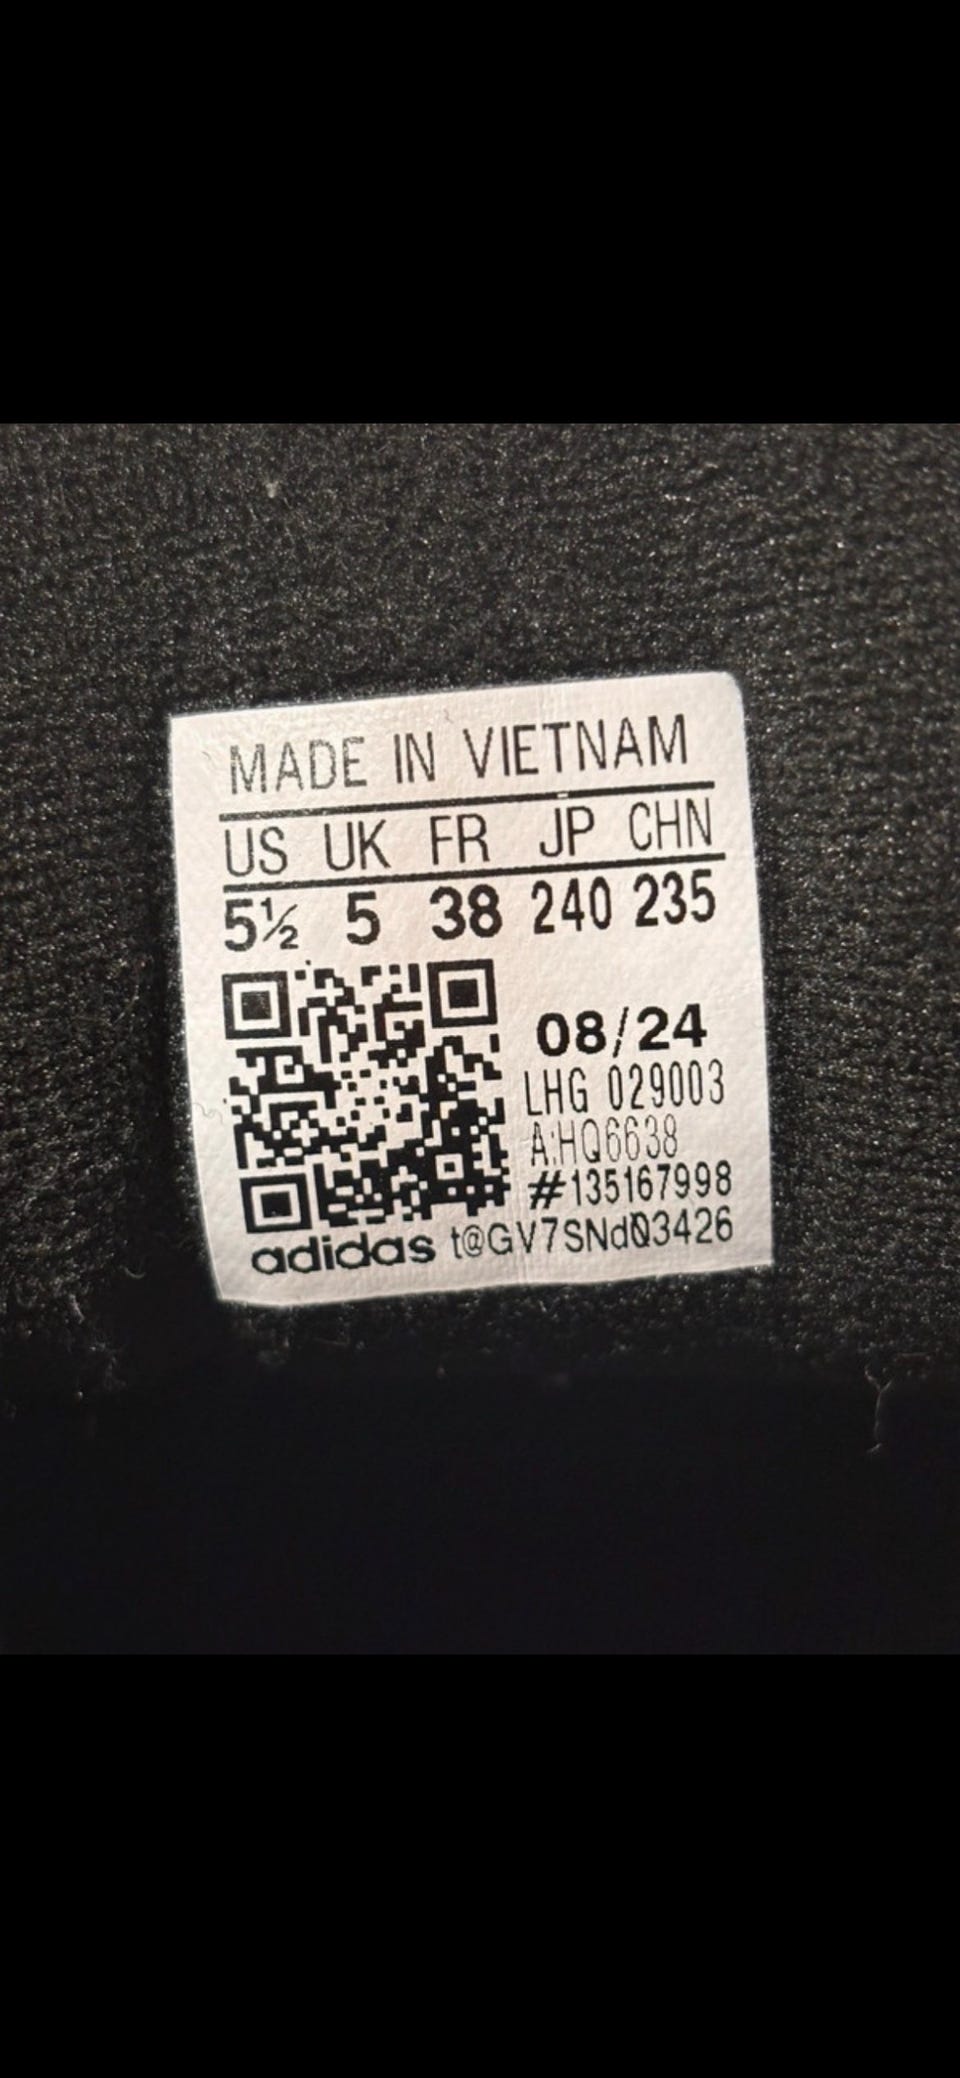 MADE IN VIETNAM
US UK FR JP CHN
5½ 5 38 240 235
08/24
LHG 029003
A:HQ6638
#135167998
adidas t@GV7SNdQ3426